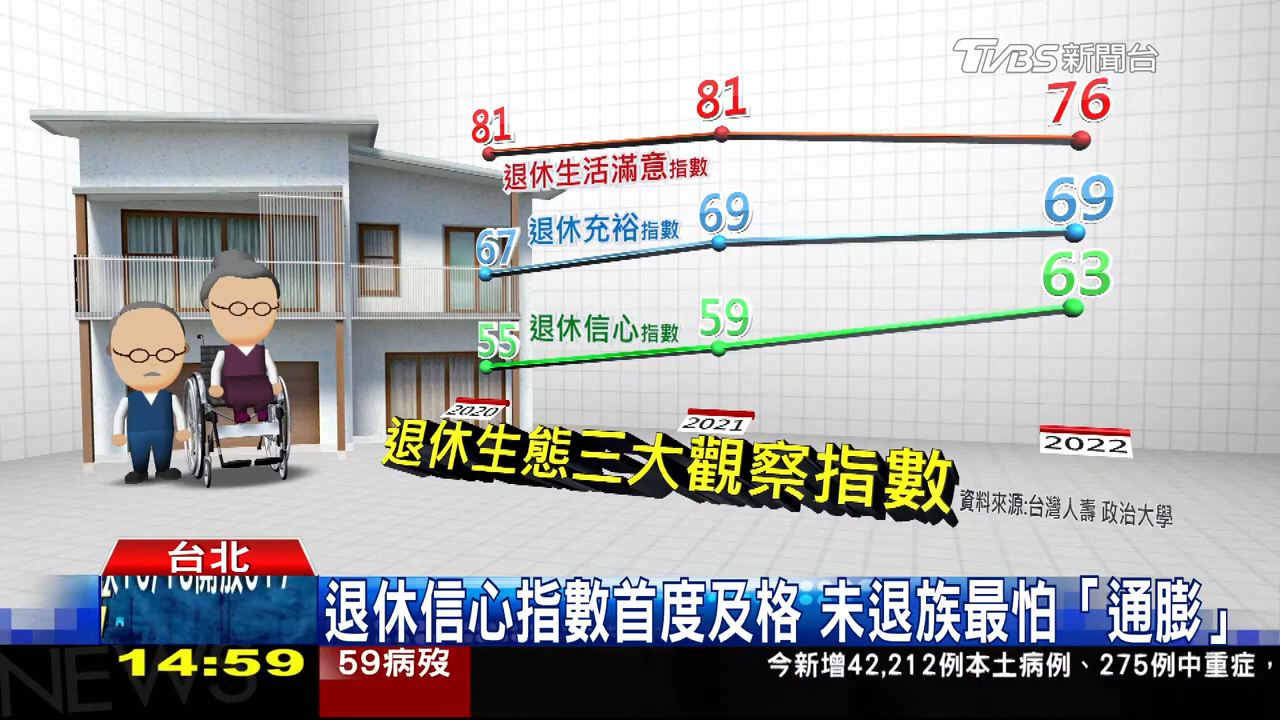 TVBS新聞台
81
81
76
退休生活滿意指數
67
退休充裕指數
69
69
55
退休信心指數
59
63
2020
2021
2022
退休生態三大觀察指數
資料來源:台灣人壽 政治大學
台北
退休信心指數首度及格 未退族最怕「通膨」
14:59
59病歿
今新增42,212例本土病例、275例中重症，
NEWS